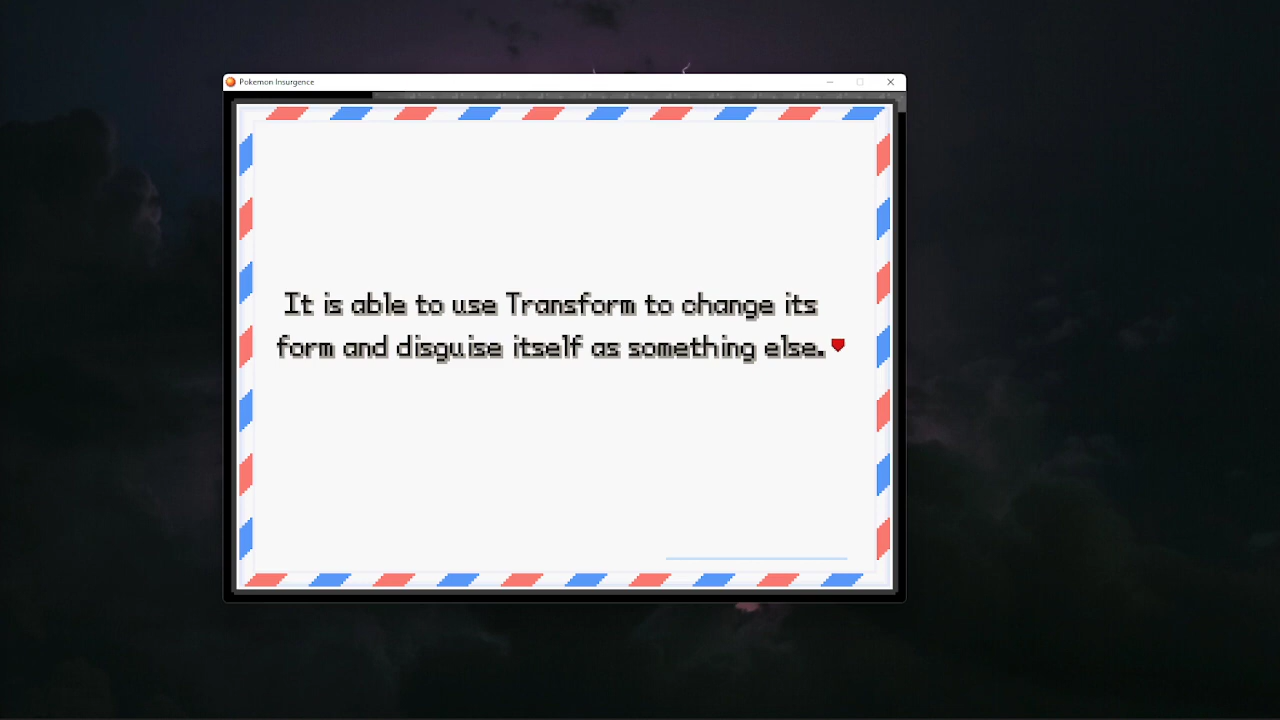 Pokemon Insurgence
It is able to use Transform to change its
form and disguise itself as something else.